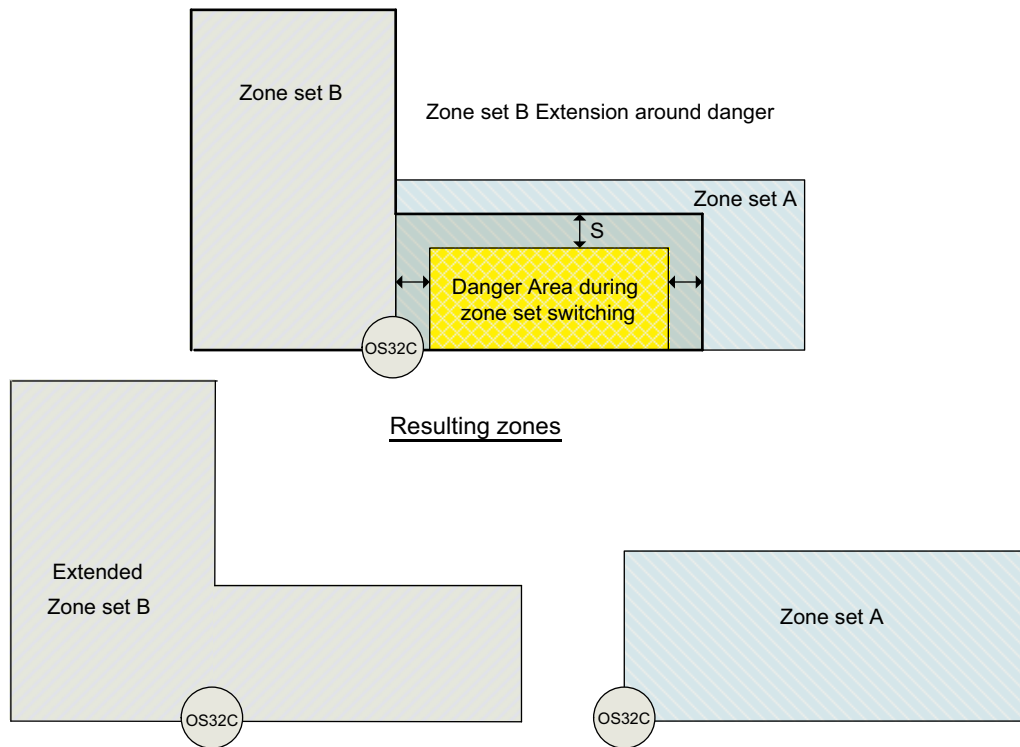 Zone set B
Zone set B Extension around danger
Zone set A
S
Danger Area during
zone set switching
OS32C
Resulting zones
Extended
Zone set B
OS32C
Zone set A
OS32C